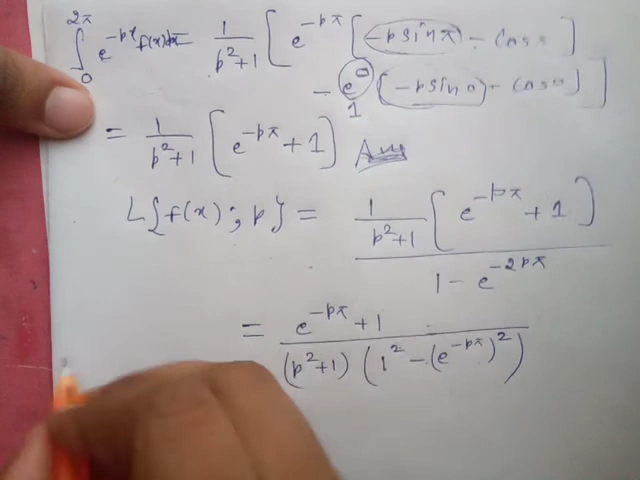 ∫₀^{2π} e^{-px} f(x)dx = 1/(p²+1) [ e^{-pπ} [ -p sin π - cos π ]
- e⁰ ( -p sin 0 - cos 0 ) ]
1
= 1/(p²+1) [ e^{-pπ} + 1 ] Ans
L{f(x); p} = 1/(p²+1) [ e^{-pπ} + 1 ] / 1 - e^{-2pπ}
= e^{-pπ} + 1 / (p²+1) (1² - (e^{-pπ})²)